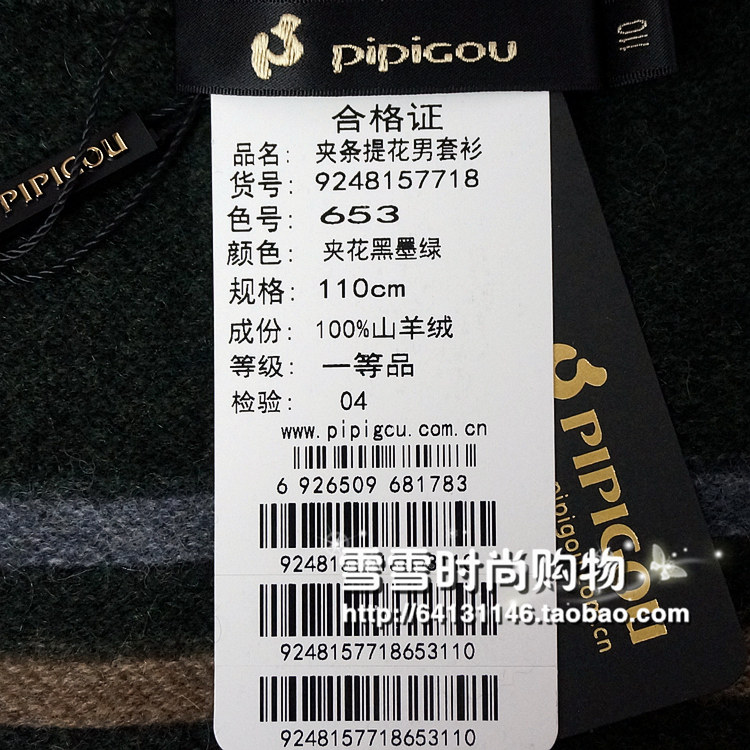 PIPIGOU
110
PIPIGOU
合格证
品名: 夹条提花男套衫
货号: 9248157718
色号: 653
颜色: 夹花黑墨绿
规格: 110cm
成份: 100%山羊绒
等级: 一等品
检验: 04
www.pipigcu.com.cn
6 926509 681783
雪雪时尚购物
http://64131146.taobao.com
9248157718653110
9248157718653110
PIPIGOU